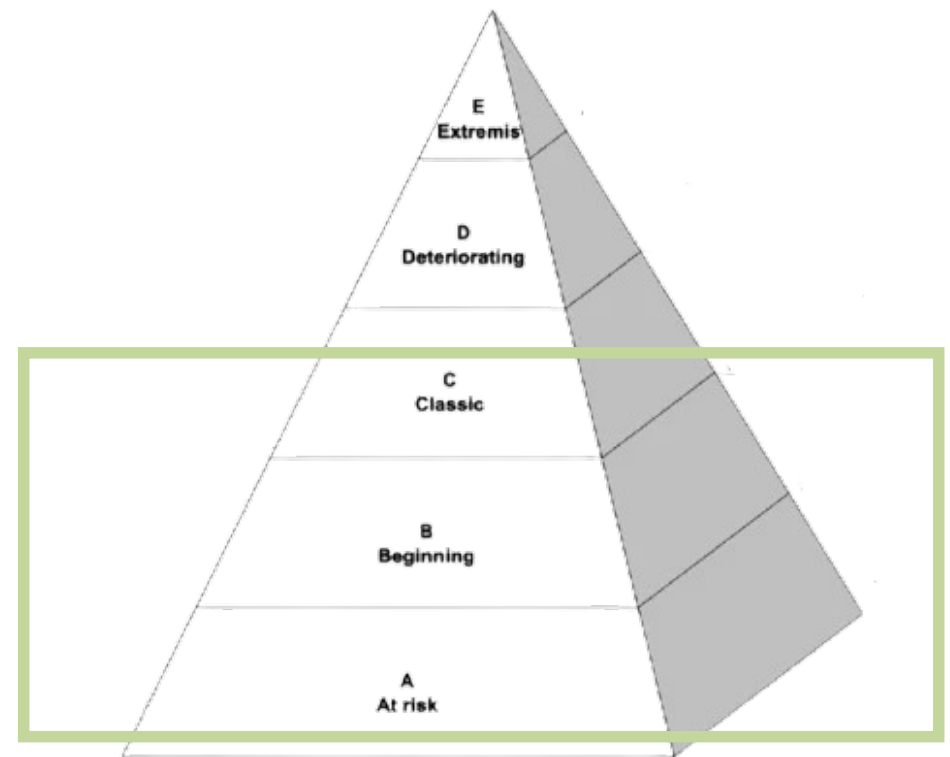 E
Extremis
D
Deteriorating
C
Classic
B
Beginning
A
At risk